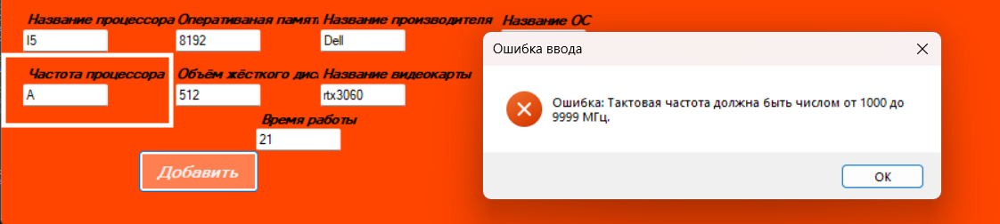 Название процессора Оперативаная памят Название производителя Название ОС
I5 8192 Dell
Частота процессора Объём жёсткого дис Название видеокарты
A 512 rtx3060
Время работы
21
Добавить
Ошибка ввода
Ошибка: Тактовая частота должна быть числом от 1000 до
9999 МГц.
OK